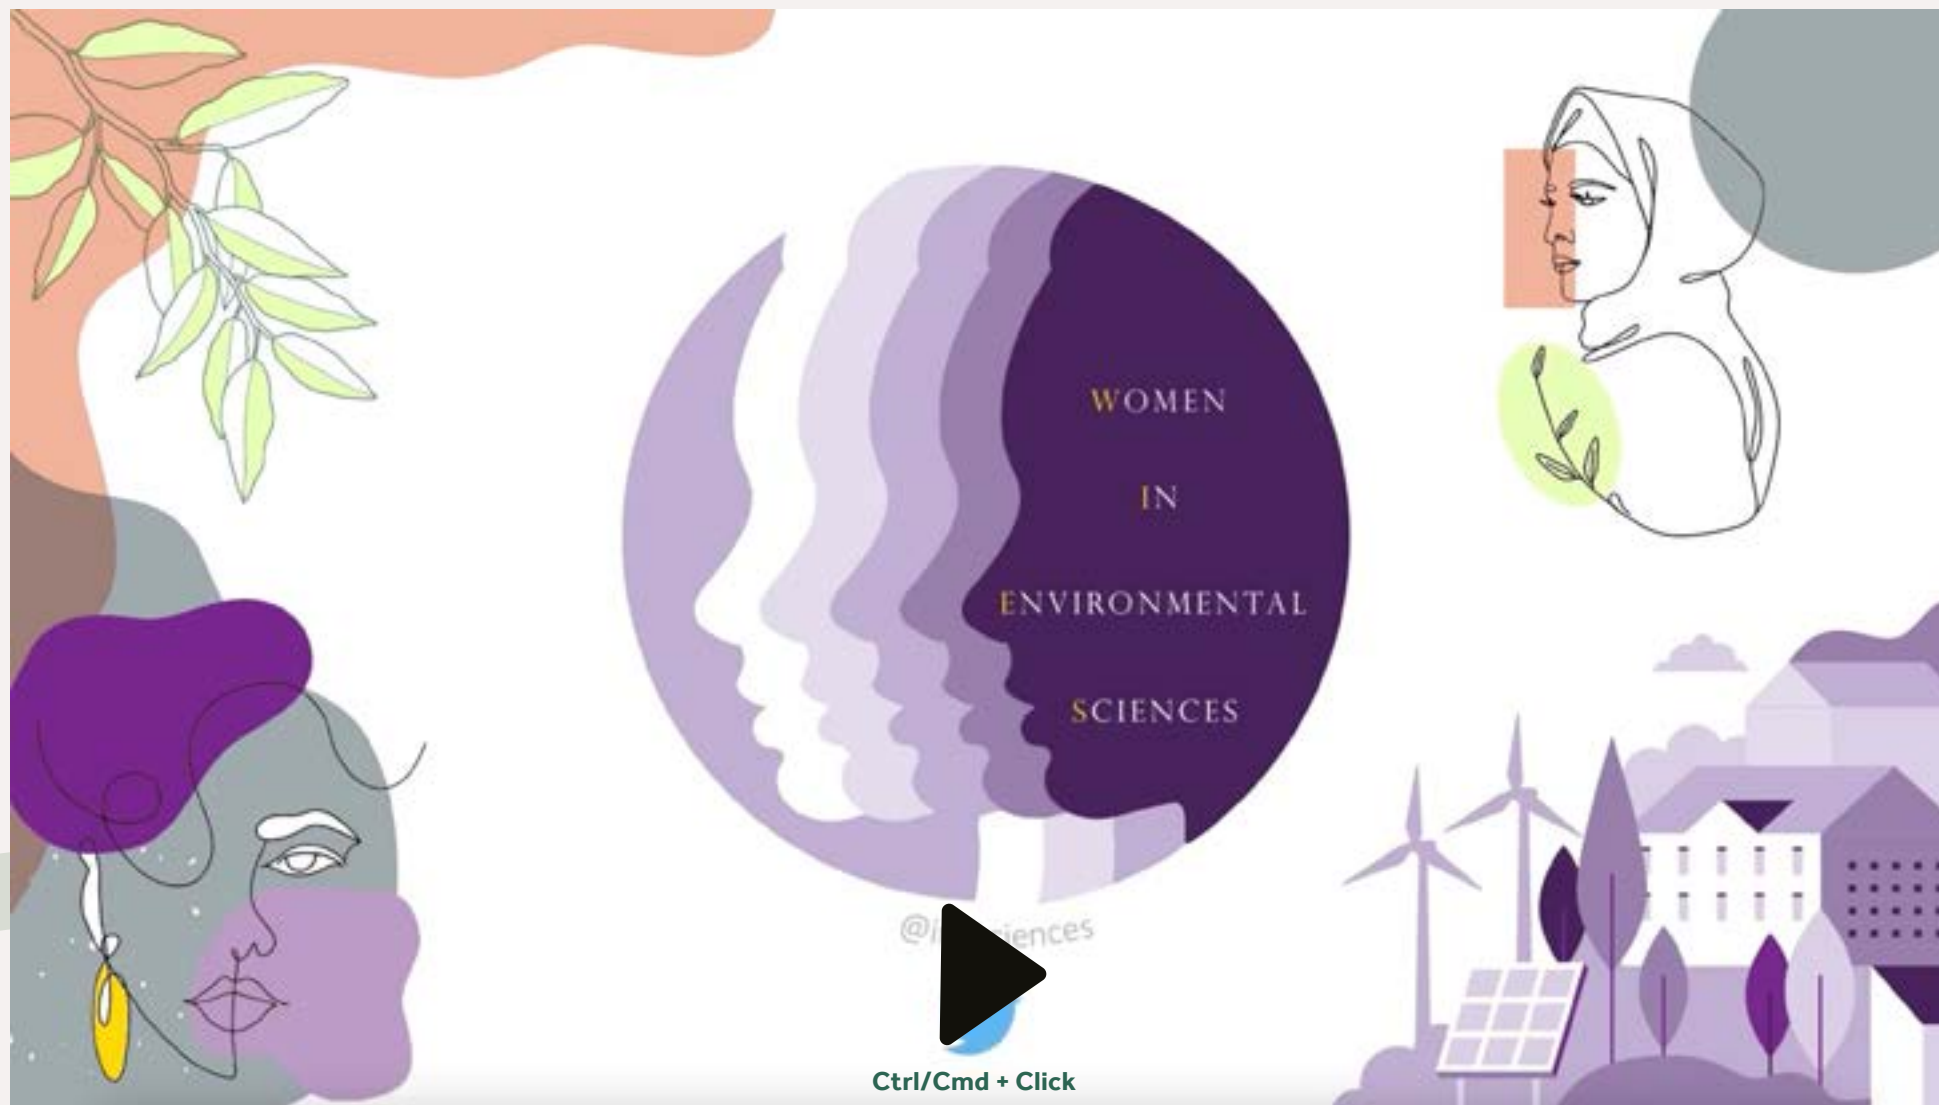 WOMEN
IN
ENVIRONMENTAL
SCIENCES
Ctrl/Cmd + Click